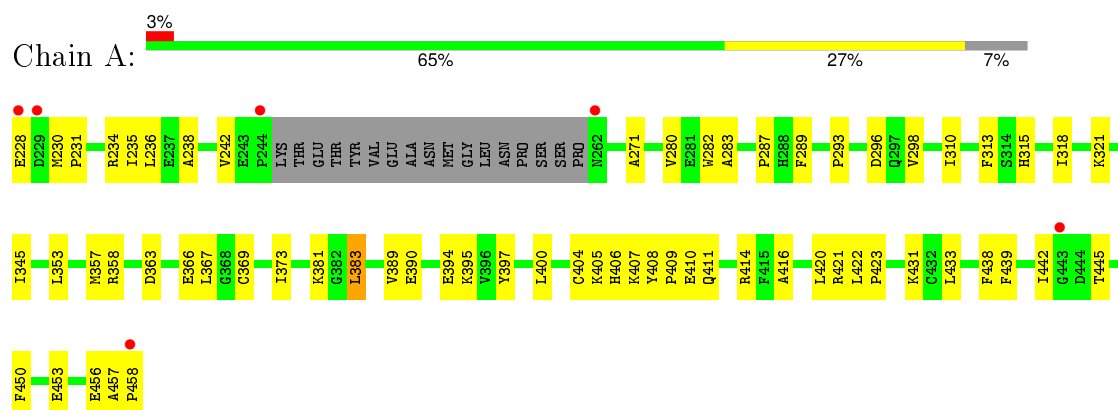 3%
Chain A:
65% 27% 7%
E228 D229 M230 P231 R234 I235 L236 E237 A238 V242 E243 P244 LYS THR GLU THR TYR VAL GLU ALA ASN MET GLY LEU ASN PRO SER SER PRO N262 A271 V280 E281 W282 A283 P287 H288 F289 P293 D296 Q297 V298 I310 F313 S314 H315 I318 K321
I345 L353 M357 R358 D363 E366 L367 G368 C369 I373 K381 G382 L383 V389 E390 E394 K395 V396 Y397 L400 C404 K405 H406 K407 Y408 P409 E410 Q411 R414 F415 A416 L420 R421 L422 P423 K431 C432 L433 F438 F439 I442 G443 D444 T445
F450 E453 E456 A457 P458